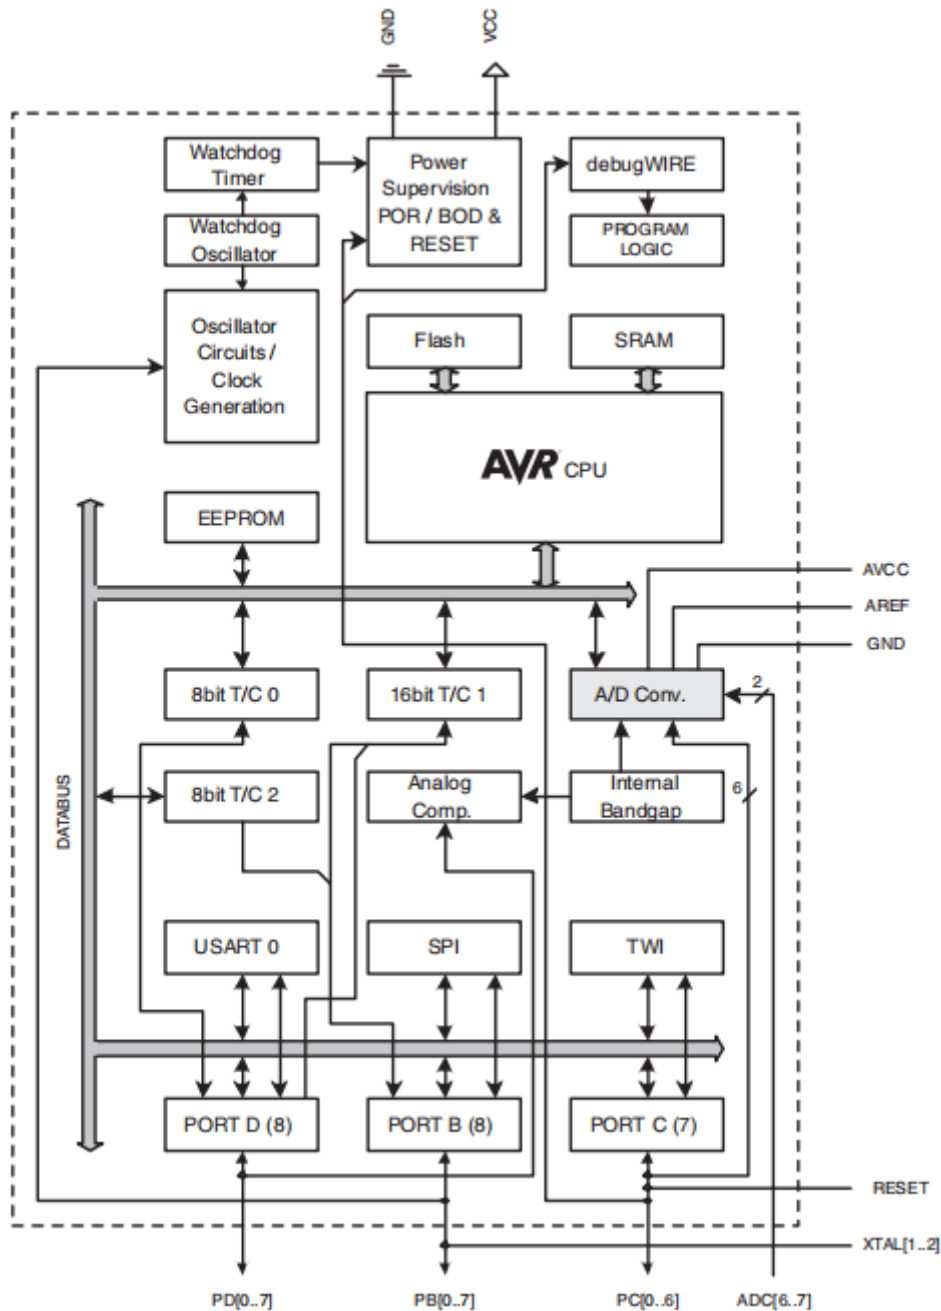 GND
VCC
Watchdog
Timer
Power
Supervision
POR / BOD &
RESET
debugWIRE
Watchdog
Oscillator
PROGRAM
LOGIC
Oscillator
Circuits /
Clock
Generation
Flash
SRAM
AVR CPU
EEPROM
AVCC
AREF
GND
8bit T/C 0
16bit T/C 1
A/D Conv.
2
DATABUS
8bit T/C 2
Analog
Comp.
Internal
Bandgap
6
USART 0
SPI
TWI
PORT D (8)
PORT B (8)
PORT C (7)
RESET
XTAL[1..2]
PD[0..7]
PB[0..7]
PC[0..6]
ADC[6..7]